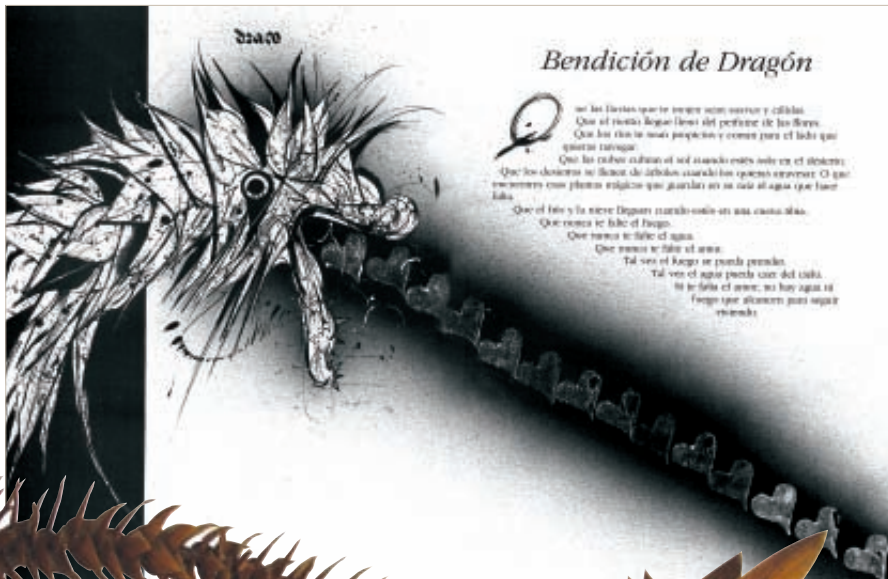 draco
Bendición de Dragón
Que las lluvias que te mojen sean suaves y cálidas.
Que el viento llegue lleno del perfume de las flores.
Que los ríos te sean propicios y corran para el lado que
quieras navegar.
Que las nubes cubran el sol cuando estés solo en el desierto.
Que los desiertos se llenen de árboles cuando los quieras atravesar. O que
encuentres esas plantas mágicas que guardan en su raíz el agua que hace
falta.
Que el frío y la nieve lleguen cuando estés en una cueva tibia.
Que nunca te falte el fuego.
Que nunca te falte el agua.
Que nunca te falte el amor.
Tal vez el fuego se pueda prender.
Tal vez el agua pueda caer del cielo.
Si te falta el amor, no hay agua ni
fuego que alcancen para seguir
viviendo.